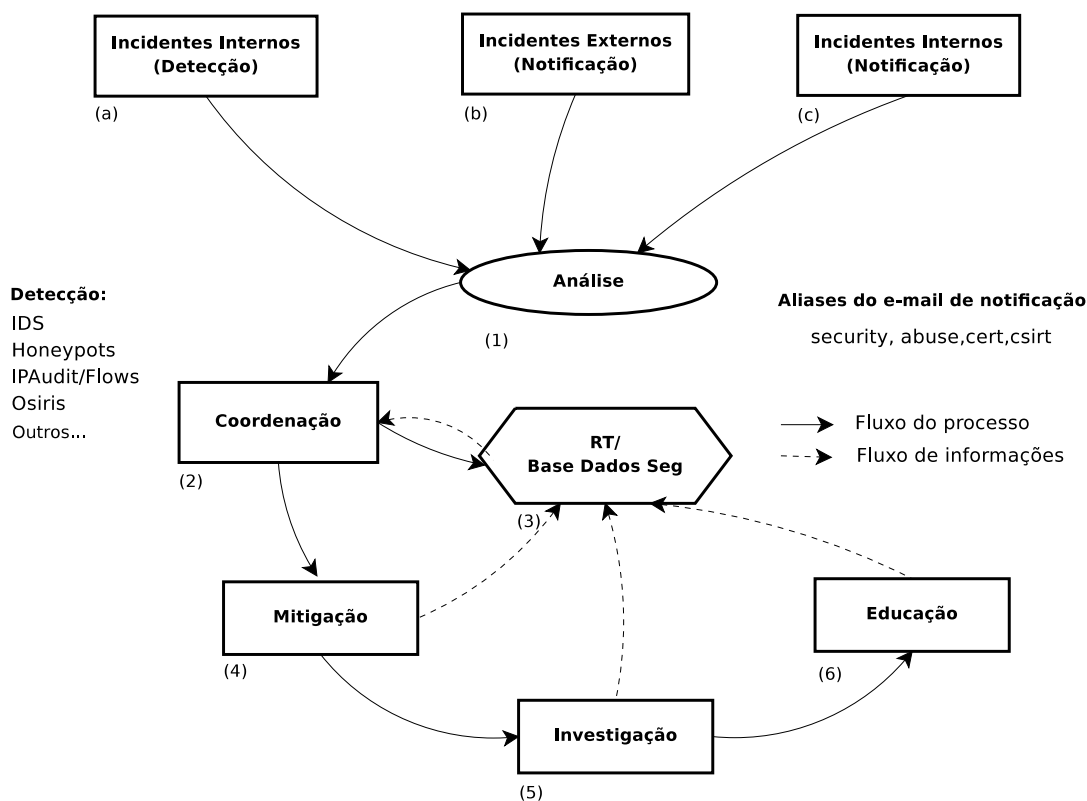 Incidentes Internos
(Detecção)
(a)
Incidentes Externos
(Notificação)
(b)
Incidentes Internos
(Notificação)
(c)
Análise
(1)
Detecção:
IDS
Honeypots
IPAudit/Flows
Osiris
Outros...
Aliases do e-mail de notificação
security, abuse,cert,csirt
Fluxo do processo
Fluxo de informações
Coordenação
(2)
RT/
Base Dados Seg
(3)
Mitigação
(4)
Educação
(6)
Investigação
(5)